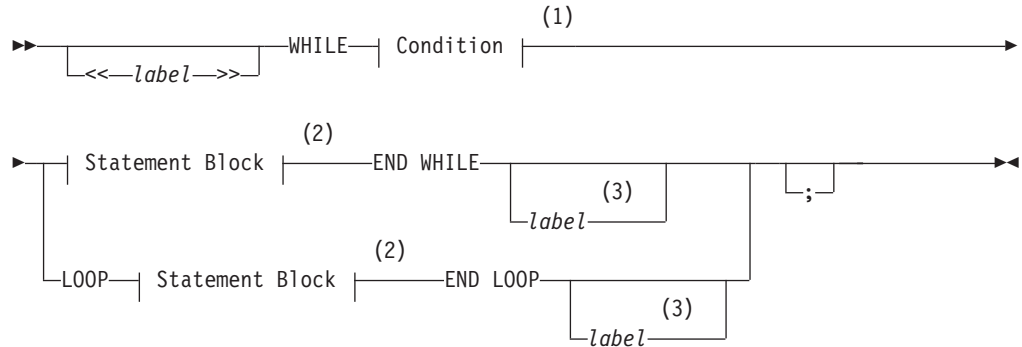 (1)
WHILE Condition
<< label >>
(2)
Statement Block END WHILE
(3)
;
label
(2)
LOOP Statement Block END LOOP
(3)
label